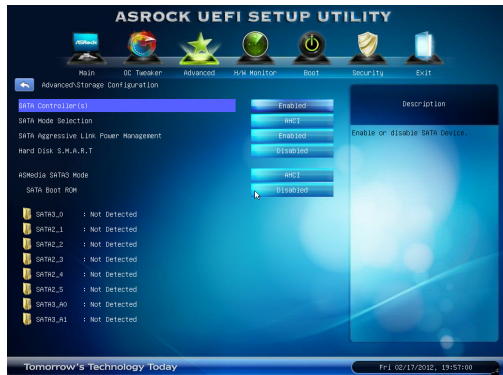 ASROCK UEFI SETUP UTILITY
ASRock
Main
OC Tweaker
Advanced
H/W Monitor
Boot
Security
Exit
Advanced\Storage Configuration
SATA Controller(s) Enabled
SATA Mode Selection AHCI
SATA Aggressive Link Power Management Enabled
Hard Disk S.M.A.R.T Disabled
ASMedia SATA3 Mode AHCI
SATA Boot ROM Disabled
SATA3_0 : Not Detected
SATA2_1 : Not Detected
SATA2_2 : Not Detected
SATA2_3 : Not Detected
SATA2_4 : Not Detected
SATA2_5 : Not Detected
SATA3_A0 : Not Detected
SATA3_A1 : Not Detected
Description
Enable or disable SATA Device.
Tomorrow's Technology Today
Fri 02/17/2012, 19:57:00